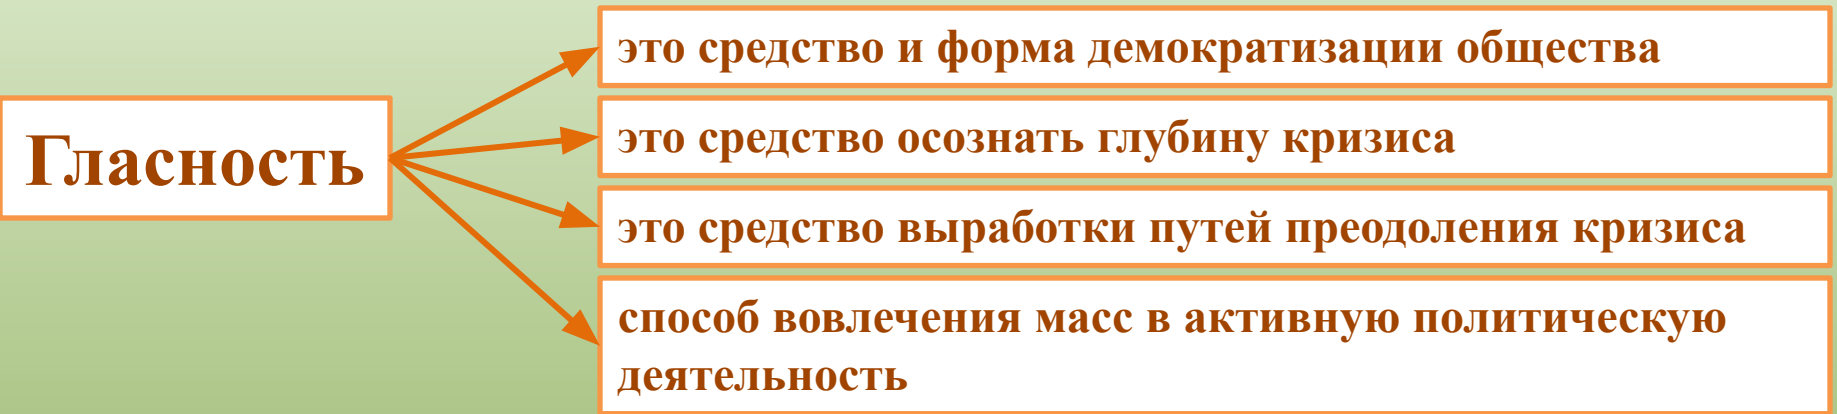 Гласность
это средство и форма демократизации общества
это средство осознать глубину кризиса
это средство выработки путей преодоления кризиса
способ вовлечения масс в активную политическую
деятельность